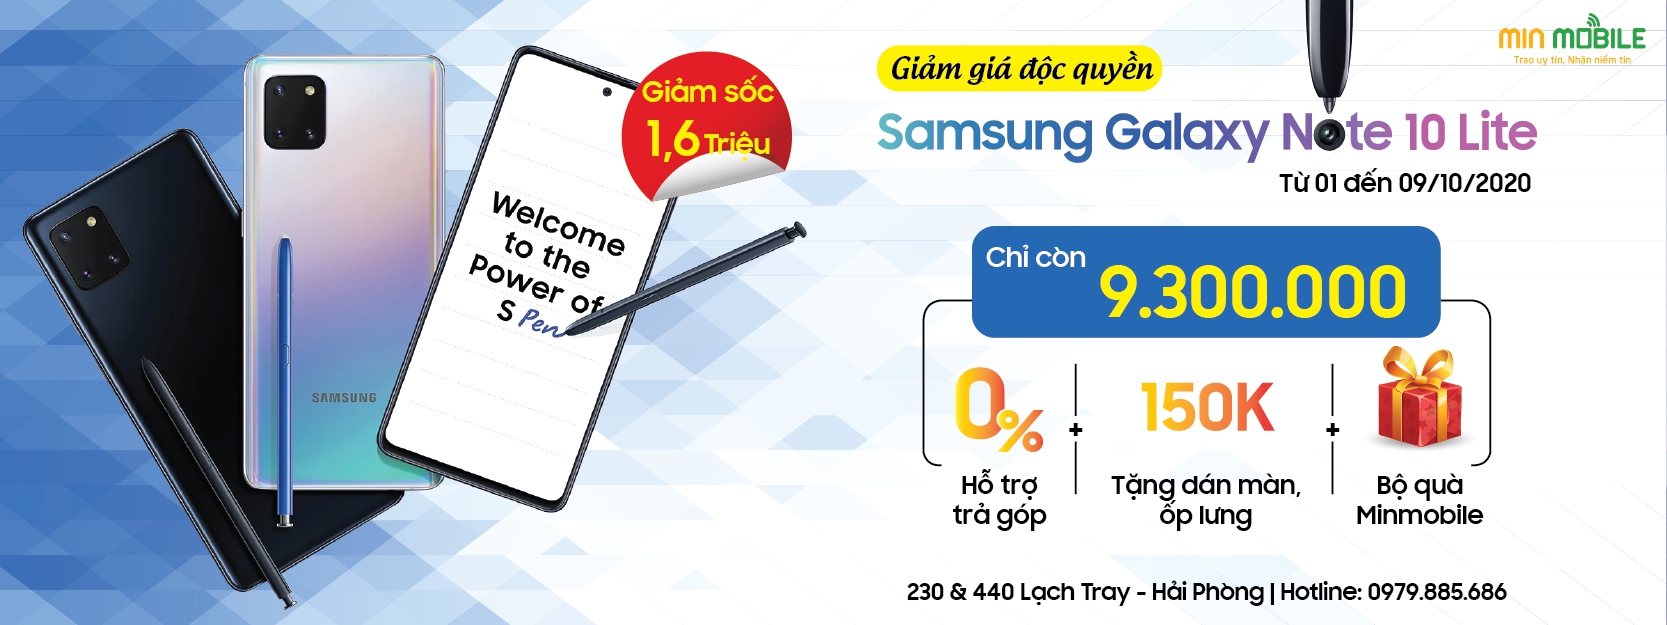 MIN MOBILE
Trao uy tín, Nhân niềm tin
Giảm giá độc quyền
Samsung Galaxy Note 10 Lite
Từ 01 đến 09/10/2020
Giảm sốc
1,6 Triệu
Welcome
to the
Power of
S Pen
SAMSUNG
Chỉ còn
9.300.000
0%
Hỗ trợ
trả góp
+
150K
Tặng dán màn,
ốp lưng
+
Bộ quà
Minmobile
230 & 440 Lạch Tray - Hải Phòng | Hotline: 0979.885.686